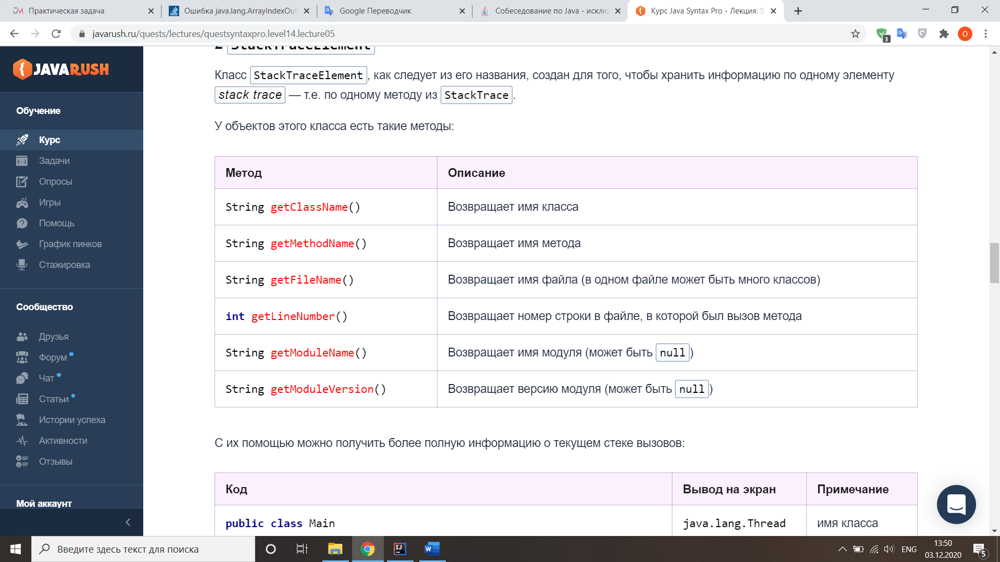 Практическая задача
Ошибка java.lang.ArrayIndexOut
Google Переводчик
Собеседование по Java - исклю
Курс Java Syntax Pro - Лекция: S
javarush.ru/quests/lectures/questsyntaxpro.level14.lecture05
3
O
JAVARUSH
Обучение
Курс
Задачи
Опросы
Игры
Помощь
График пинков
Стажировка
Сообщество
Друзья
Форум
Чат
Статьи
Истории успеха
Активности
Отзывы
Мой аккаунт
2 StackTraceElement
Класс StackTraceElement, как следует из его названия, создан для того, чтобы хранить информацию по одному элементу
stack trace — т.е. по одному методу из StackTrace.
У объектов этого класса есть такие методы:
Метод Описание
String getClassName() Возвращает имя класса
String getMethodName() Возвращает имя метода
String getFileName() Возвращает имя файла (в одном файле может быть много классов)
int getLineNumber() Возвращает номер строки в файле, в которой был вызов метода
String getModuleName() Возвращает имя модуля (может быть null)
String getModuleVersion() Возвращает версию модуля (может быть null)
С их помощью можно получить более полную информацию о текущем стеке вызовов:
Код Вывод на экран Примечание
public class Main java.lang.Thread имя класса
Введите здесь текст для поиска
IJ
W
ENG
13:50
03.12.2020
5